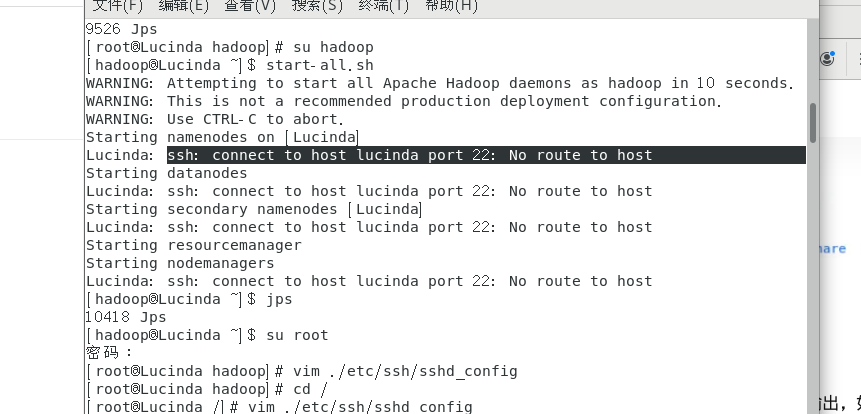 文件(F) 编辑(E) 查看(V) 搜索(S) 终端(T) 帮助(H)
9526 Jps
[root@Lucinda hadoop]# su hadoop
[hadoop@Lucinda ~]$ start-all.sh
WARNING: Attempting to start all Apache Hadoop daemons as hadoop in 10 seconds.
WARNING: This is not a recommended production deployment configuration.
WARNING: Use CTRL-C to abort.
Starting namenodes on [Lucinda]
Lucinda: ssh: connect to host lucinda port 22: No route to host
Starting datanodes
Lucinda: ssh: connect to host lucinda port 22: No route to host
Starting secondary namenodes [Lucinda]
Lucinda: ssh: connect to host lucinda port 22: No route to host
Starting resourcemanager
Starting nodemanagers
Lucinda: ssh: connect to host lucinda port 22: No route to host
[hadoop@Lucinda ~]$ jps
10418 Jps
[hadoop@Lucinda ~]$ su root
密码：
[root@Lucinda hadoop]# vim ./etc/ssh/sshd_config
[root@Lucinda hadoop]# cd /
[root@Lucinda /]# vim ./etc/ssh/sshd_config